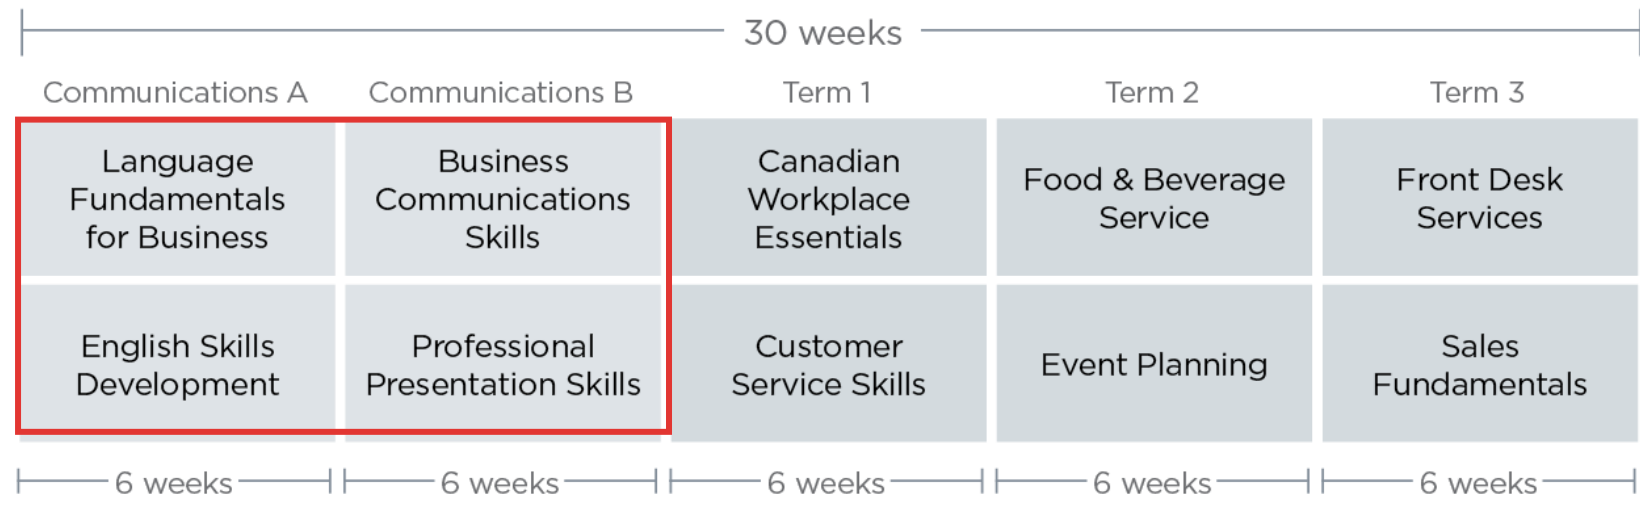 30 weeks
Communications A
Communications B
Term 1
Term 2
Term 3
Language
Fundamentals
for Business
Business
Communications
Skills
Canadian
Workplace
Essentials
Food & Beverage
Service
Front Desk
Services
English Skills
Development
Professional
Presentation Skills
Customer
Service Skills
Event Planning
Sales
Fundamentals
6 weeks
6 weeks
6 weeks
6 weeks
6 weeks